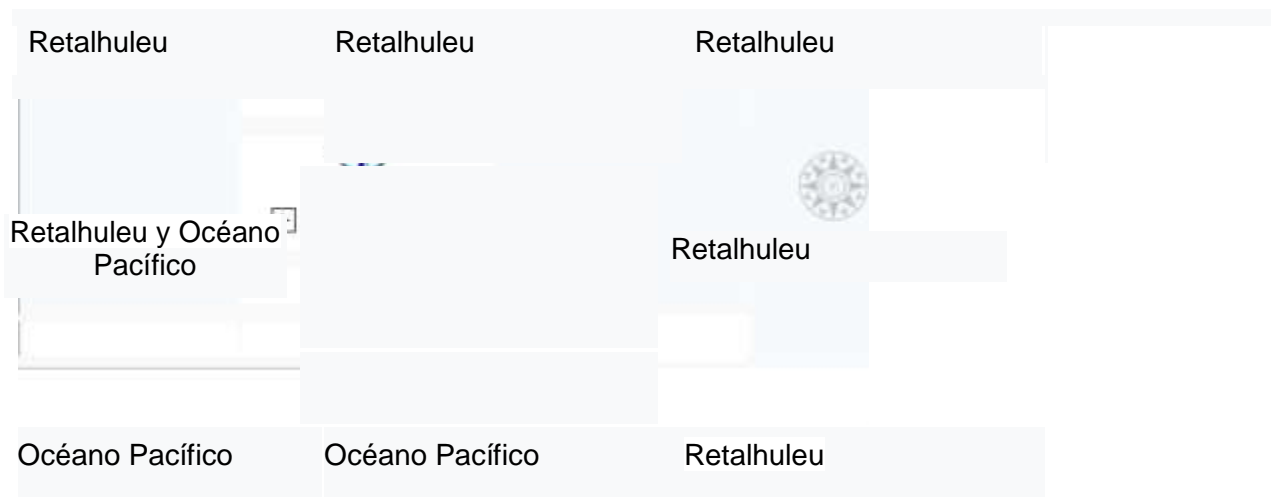 Retalhuleu Retalhuleu Retalhuleu
Retalhuleu y Océano
Pacífico
Retalhuleu
Océano Pacífico Océano Pacífico Retalhuleu